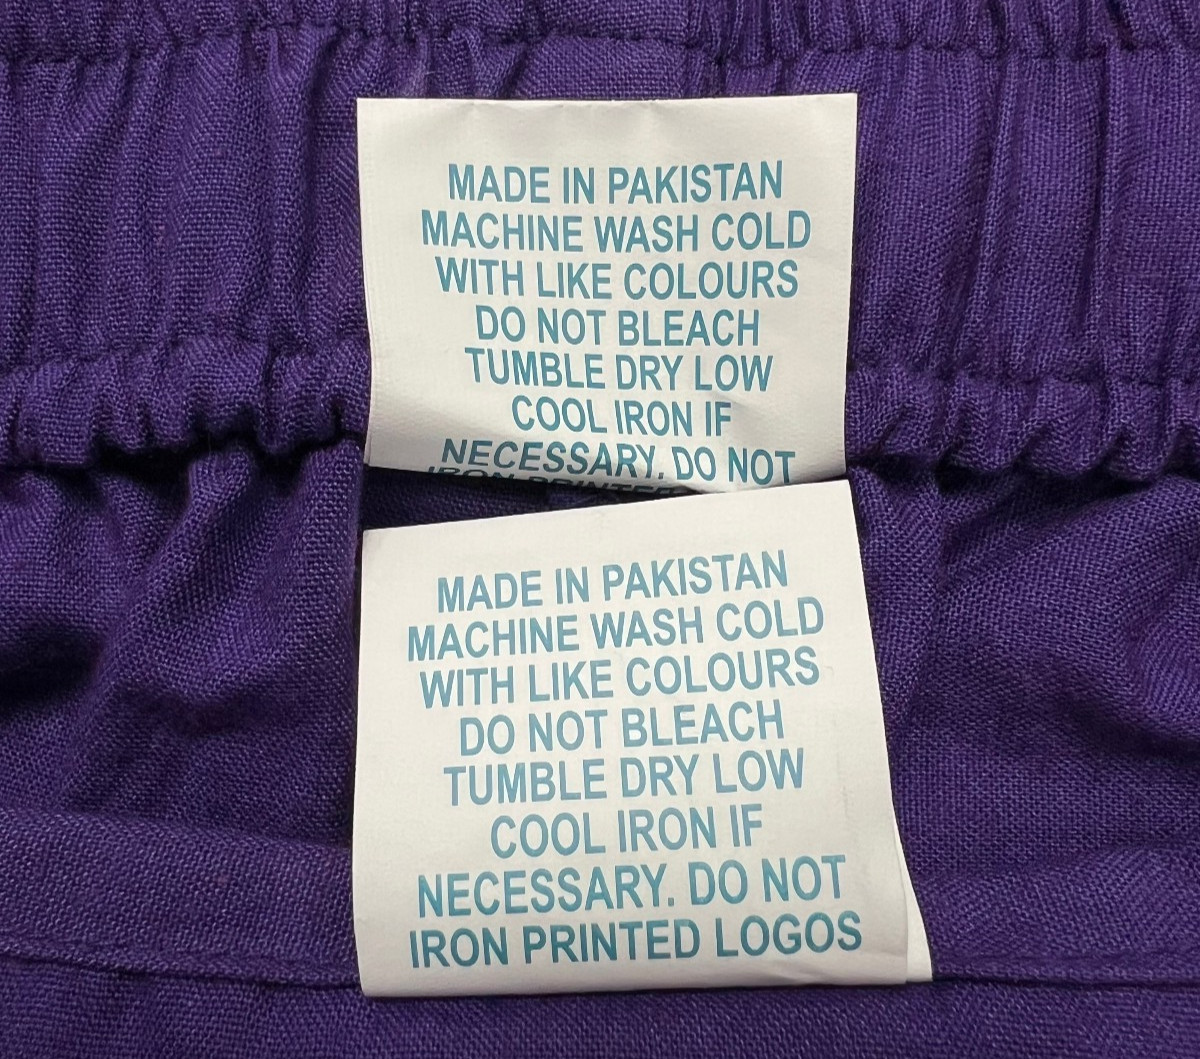 MADE IN PAKISTAN
MACHINE WASH COLD
WITH LIKE COLOURS
DO NOT BLEACH
TUMBLE DRY LOW
COOL IRON IF
NECESSARY. DO NOT
IRON PRINTED
MADE IN PAKISTAN
MACHINE WASH COLD
WITH LIKE COLOURS
DO NOT BLEACH
TUMBLE DRY LOW
COOL IRON IF
NECESSARY. DO NOT
IRON PRINTED LOGOS